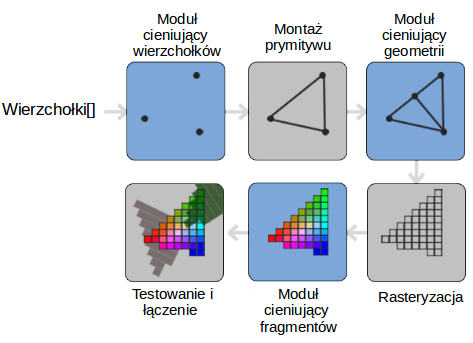 Moduł
cieniujący
wierzchołków
Montaż
prymitywu
Moduł
cieniujący
geometrii
Wierzchołki[]
Testowanie i
łączenie
Moduł
cieniujący
fragmentów
Rasteryzacja